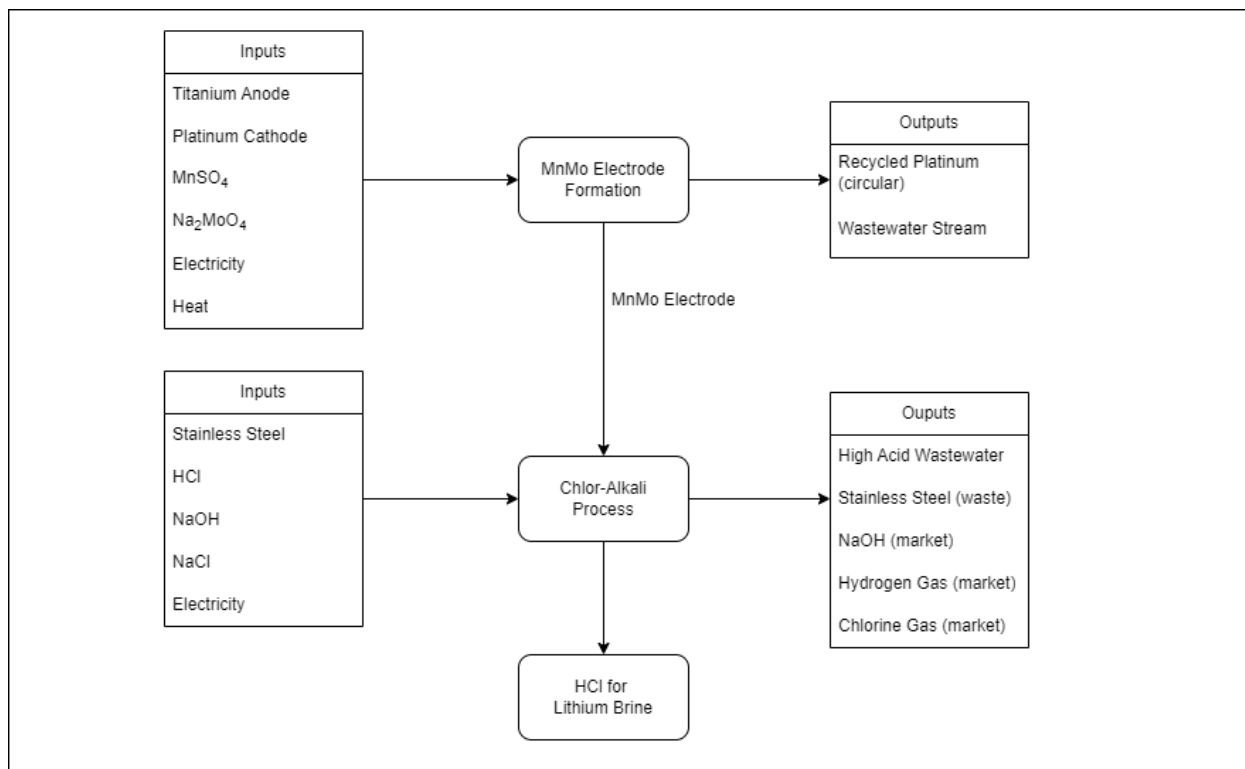 Inputs
Titanium Anode
Platinum Cathode
MnSO₄
Na₂MoO₄
Electricity
Heat
MnMo Electrode
Formation
Outputs
Recycled Platinum
(circular)
Wastewater Stream
MnMo Electrode
Inputs
Stainless Steel
HCl
NaOH
NaCl
Electricity
Chlor-Alkali
Process
Ouputs
High Acid Wastewater
Stainless Steel (waste)
NaOH (market)
Hydrogen Gas (market)
Chlorine Gas (market)
HCl for
Lithium Brine